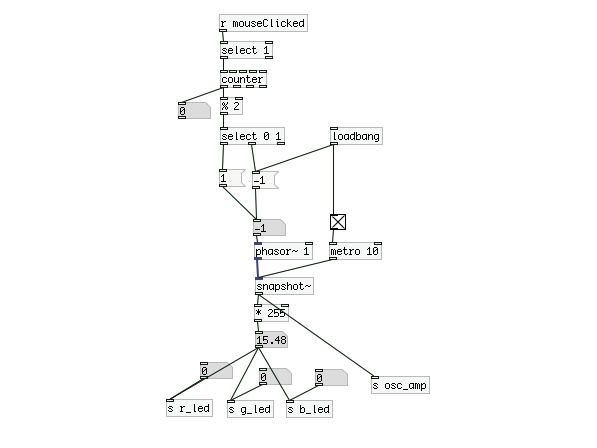 r mouseClicked
select 1
counter
0
% 2
select 0 1
loadbang
1
-1
-1
phasor~ 1
metro 10
snapshot~
* 255
15.48
0
0
0
s osc_amp
s r_led
s g_led
s b_led